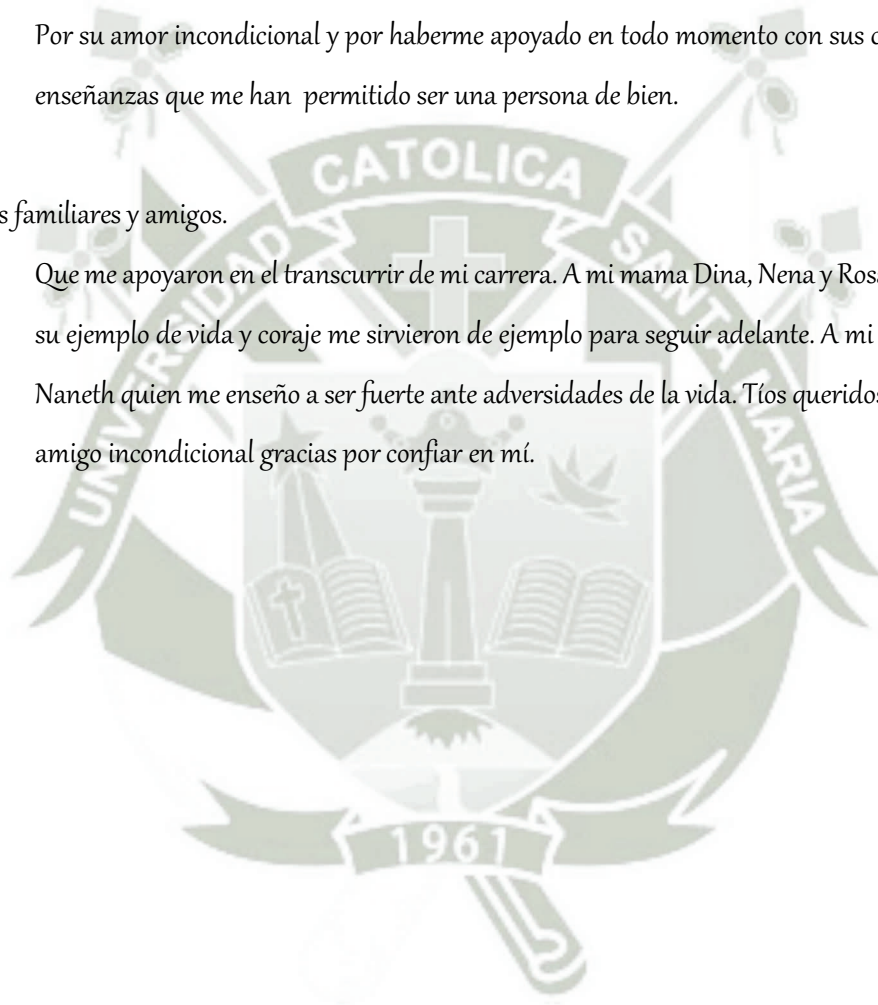 Por su amor incondicional y por haberme apoyado en todo momento con sus
enseñanzas que me han permitido ser una persona de bien.
CATOLICA
UNIVERSIDAD
SANTA MARIA
familiares y amigos.
Que me apoyaron en el transcurrir de mi carrera. A mi mama Dina, Nena y
su ejemplo de vida y coraje me sirvieron de ejemplo para seguir adelante. A mi
Naneth quien me enseño a ser fuerte ante adversidades de la vida. Tíos queridos
amigo incondicional gracias por confiar en mí.
1961